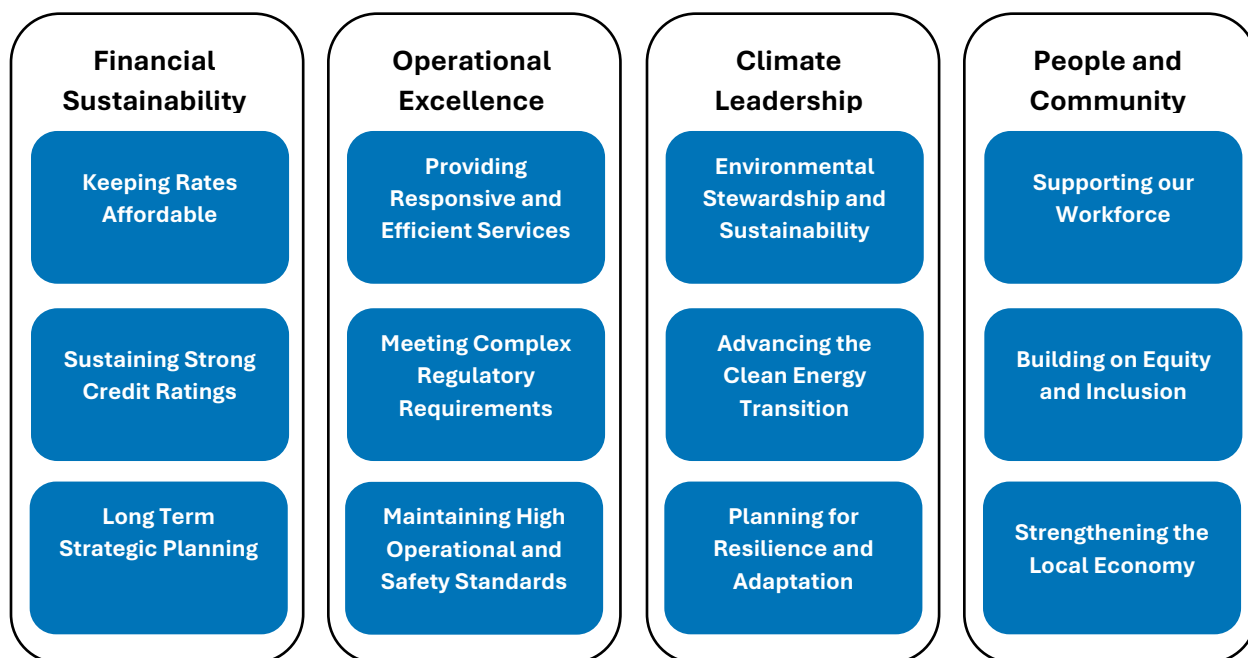 Financial
Sustainability
Keeping Rates
Affordable
Sustaining Strong
Credit Ratings
Long Term
Strategic Planning
Operational
Excellence
Providing
Responsive and
Efficient Services
Meeting Complex
Regulatory
Requirements
Maintaining High
Operational and
Safety Standards
Climate
Leadership
Environmental
Stewardship and
Sustainability
Advancing the
Clean Energy
Transition
Planning for
Resilience and
Adaptation
People and
Community
Supporting our
Workforce
Building on Equity
and Inclusion
Strengthening the
Local Economy